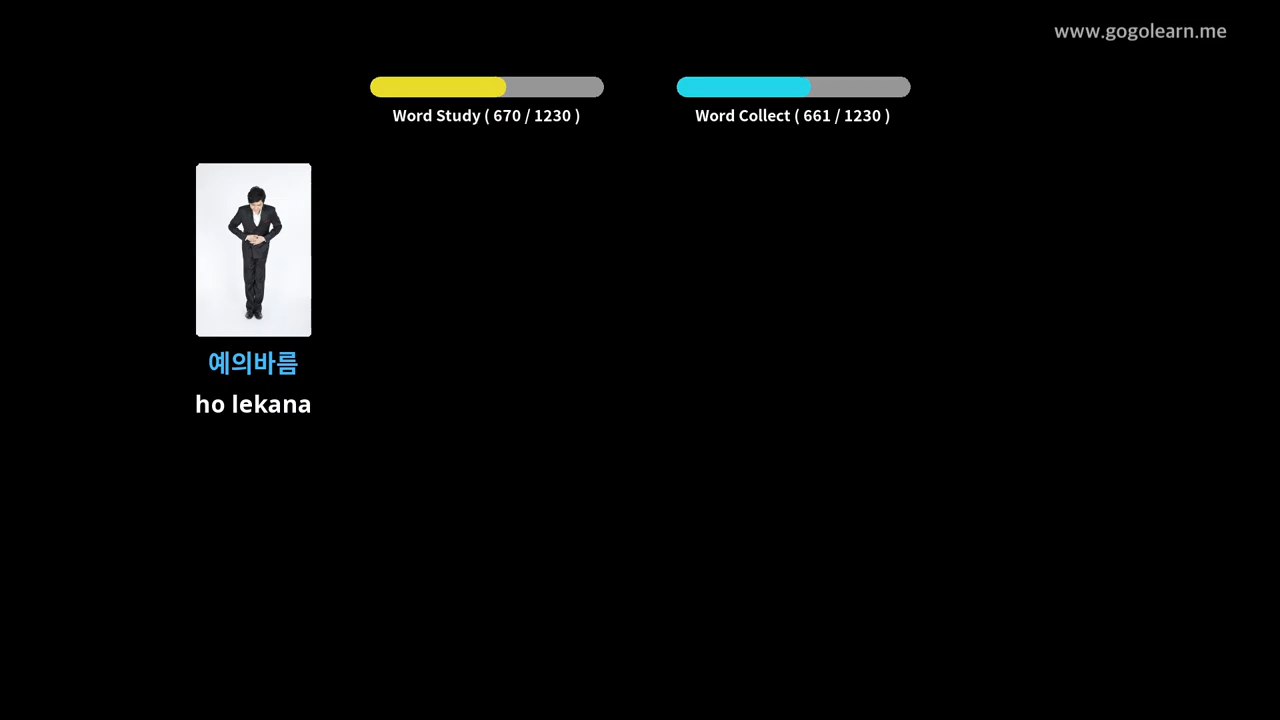 www.gogolearn.me
Word Study ( 670 / 1230 )
Word Collect ( 661 / 1230 )
예의바름
ho lekana